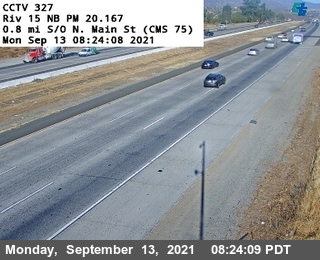 CCTV 327
Riv 15 NB PM 20.167
0.8 mi S/O N. Main St (CMS 75)
Mon Sep 13 08:24:08 2021
Monday, September 13, 2021 08:24:09 PDT